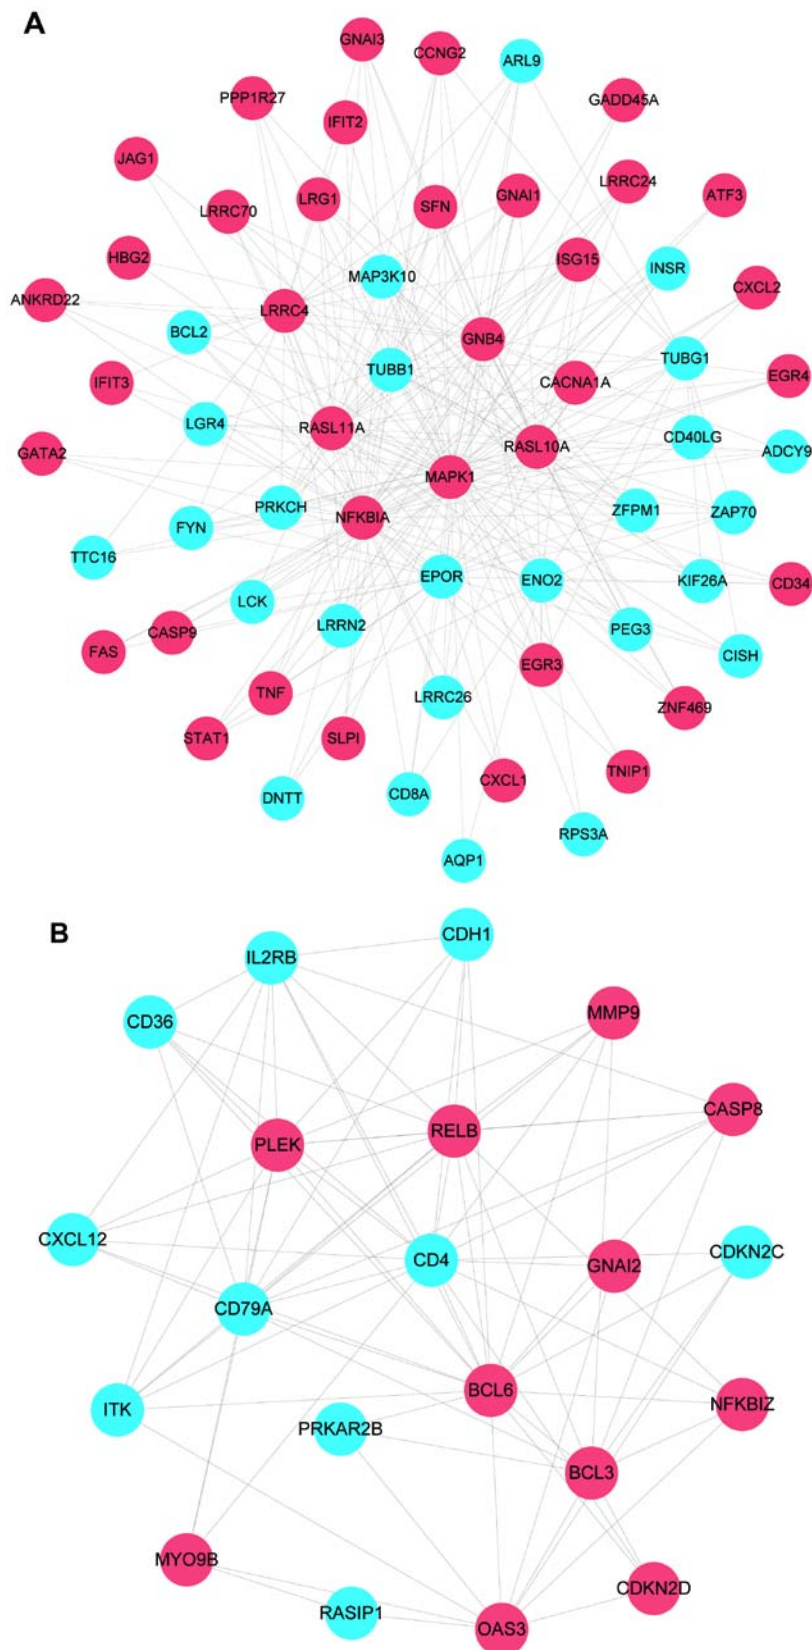 A
GNAI3
CCNG2
ARL9
PPP1R27
GADD45A
IFIT2
JAG1
LRRC24
LRG1
GNAI1
ATF3
LRRC70
SFN
HBG2
ISG15
INSR
MAP3K10
CXCL2
ANKRD22
LRRC4
BCL2
GNB4
TUBG1
TUBB1
IFIT3
CACNA1A
EGR4
LGR4
RASL11A
CD40LG
RASL10A
ADCY9
GATA2
MAPK1
PRKCH
NFKBIA
ZFPM1
ZAP70
FYN
TTC16
EPOR
ENO2
KIF26A
CD34
LCK
LRRN2
PEG3
CASP9
FAS
CISH
EGR3
TNF
LRRC26
ZNF469
STAT1
SLPI
TNIP1
CXCL1
DNTT
CD8A
RPS3A
AQP1
B
CDH1
IL2RB
MMP9
CD36
CASP8
RELB
PLEK
CXCL12
CD4
GNAI2
CDKN2C
CD79A
BCL6
ITK
NFKBIZ
PRKAR2B
BCL3
MYO9B
CDKN2D
RASIP1
OAS3